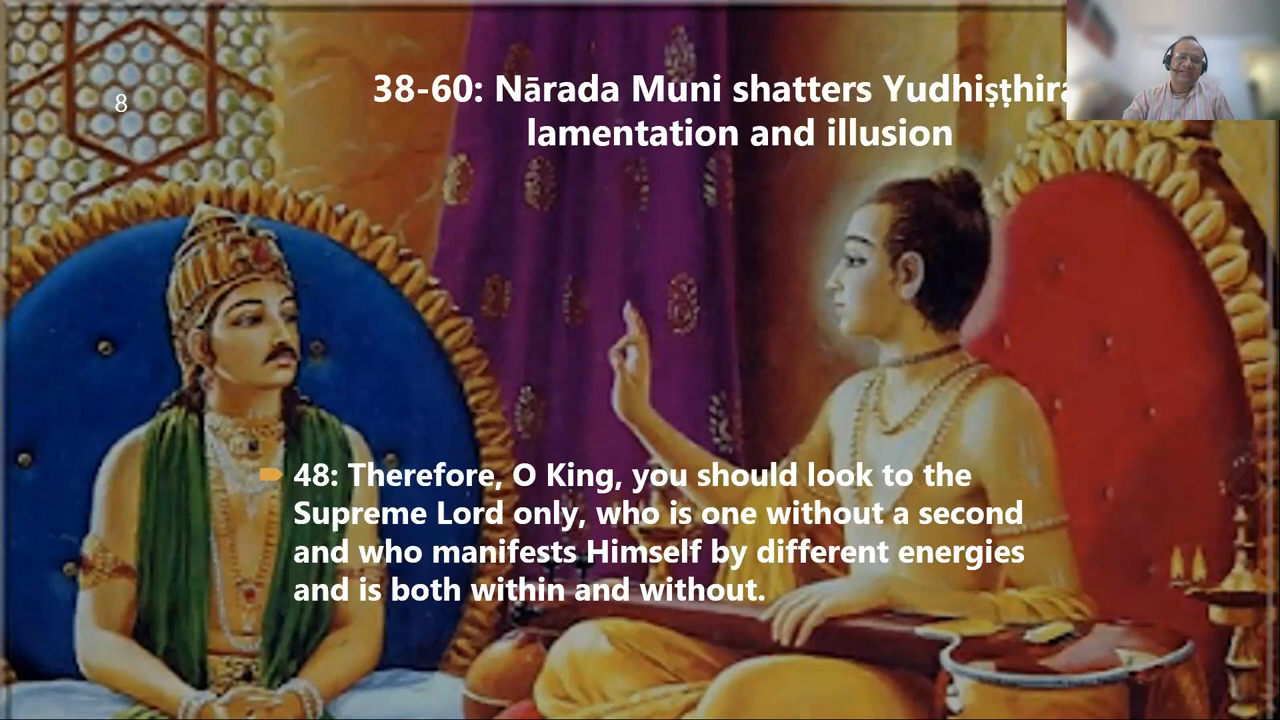 8
38-60: Nārada Muni shatters Yudhiṣṭhira
lamentation and illusion
48: Therefore, O King, you should look to the
Supreme Lord only, who is one without a second
and who manifests Himself by different energies
and is both within and without.